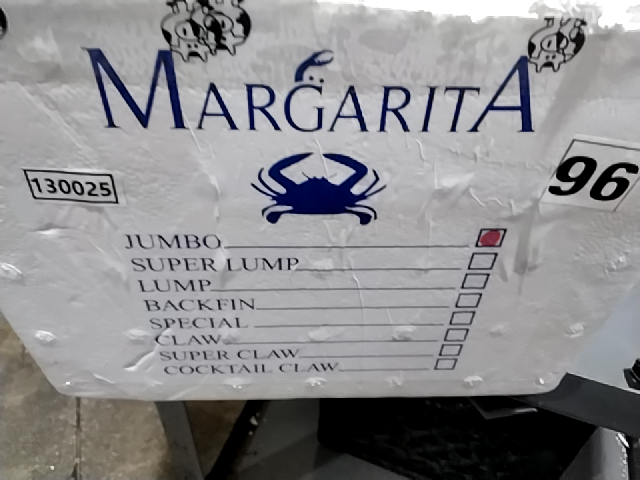 MARGARITA
130025
96
JUMBO
SUPER LUMP
LUMP
BACKFIN
SPECIAL
CLAW
SUPER CLAW
COCKTAIL CLAW